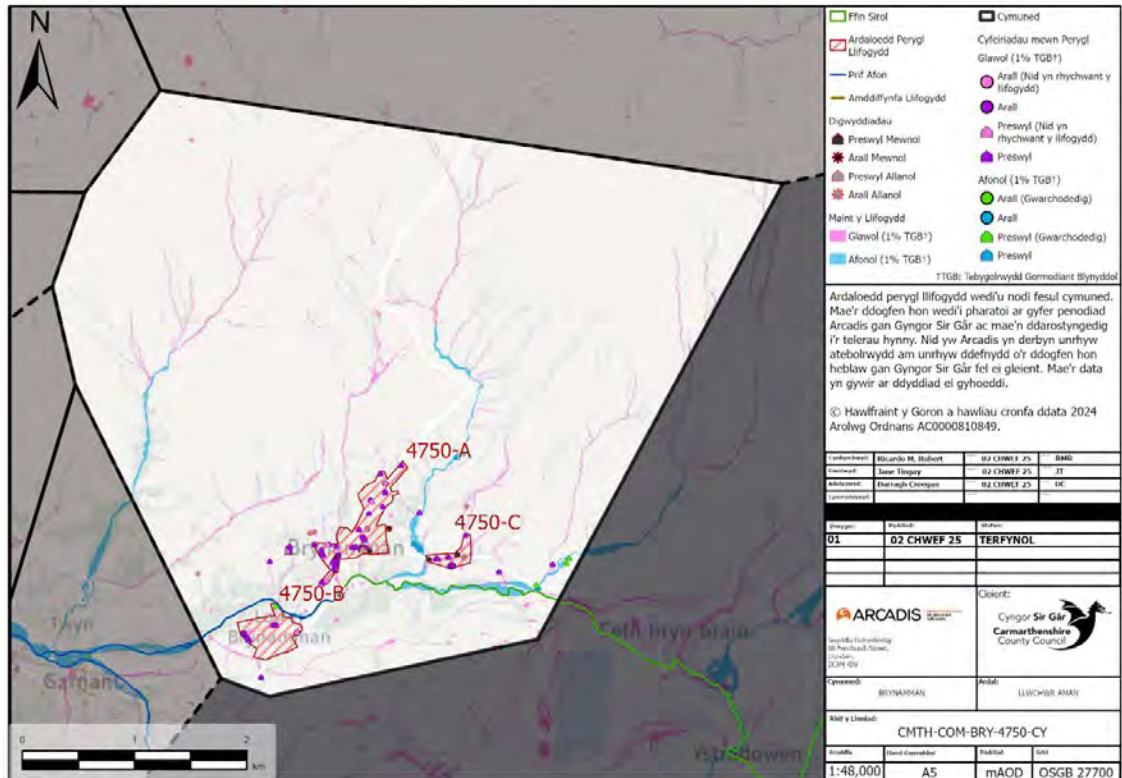 N
4750-A
4750-C
Brynamman
4750-B
Brynamman
Twyn
Garnant
Cefn-bryn-brain
Ystradowen
0
1
2
km
Ffin Sirol
Ardaloedd Perygl
Llifogydd
Prif Afon
Amddiffynfa Llifogydd
Digwyddiadau
Preswyl Mewnol
Arall Mewnol
Preswyl Allanol
Arall Allanol
Maint y Llifogydd
Glawol (1% TGB†)
Afonol (1% TGB†)
Cymuned
Cyfeiriadau mewn Perygl
Glawol (1% TGB†)
Arall (Nid yn rhychwant y
llifogydd)
Arall
Preswyl (Nid yn
rhychwant y llifogydd)
Preswyl
Afonol (1% TGB†)
Arall (Gwarchodedig)
Arall
Preswyl (Gwarchodedig)
Preswyl
†TGB: Tebygolrwydd Gormodiant Blynyddol
Ardaloedd perygl llifogydd wedi'u nodi fesul cymuned.
Mae'r ddogfen hon wedi'i pharatoi ar gyfer penodiad
Arcadis gan Gyngor Sir Gâr ac mae'n ddarostyngedig
i'r telerau hynny. Nid yw Arcadis yn derbyn unrhyw
atebolrwydd am unrhyw ddefnydd o'r ddogfen hon
heblaw gan Gyngor Sir Gâr fel ei gleient. Mae'r data
yn gywir ar ddyddiad ei gyhoeddi.
© Hawlfraint y Goron a hawliau cronfa ddata 2024
Arolwg Ordnans AC0000810849.
Ricardo M. Robert 02 CHWEF 25 RMR
Jane Tingay 02 CHWEF 25 JT
Darragh Creegan 02 CHWEF 25 DC
01 02 CHWEF 25 TERFYNOL
ARCADIS
Cleient:
Cyngor Sir Gâr
Carmarthenshire
County Council
Cymuned:
BRYNAMMAN
Ardal:
LLWCHWR AMAN
CMTH-COM-BRY-4750-CY
Graddfa
1:48,000
A5
mAOD
OSGB 27700